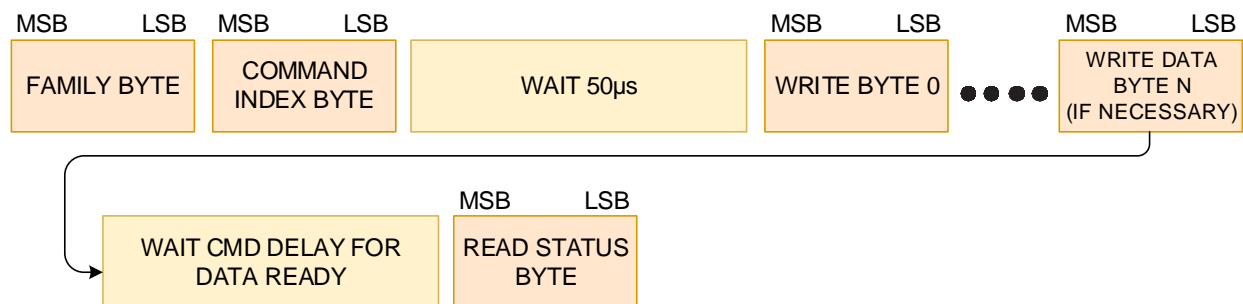 MSB LSB MSB LSB MSB LSB MSB LSB
FAMILY BYTE
COMMAND
INDEX BYTE
WAIT 50µs
WRITE BYTE 0
WRITE DATA
BYTE N
(IF NECESSARY)
MSB LSB
WAIT CMD DELAY FOR
DATA READY
READ STATUS
BYTE